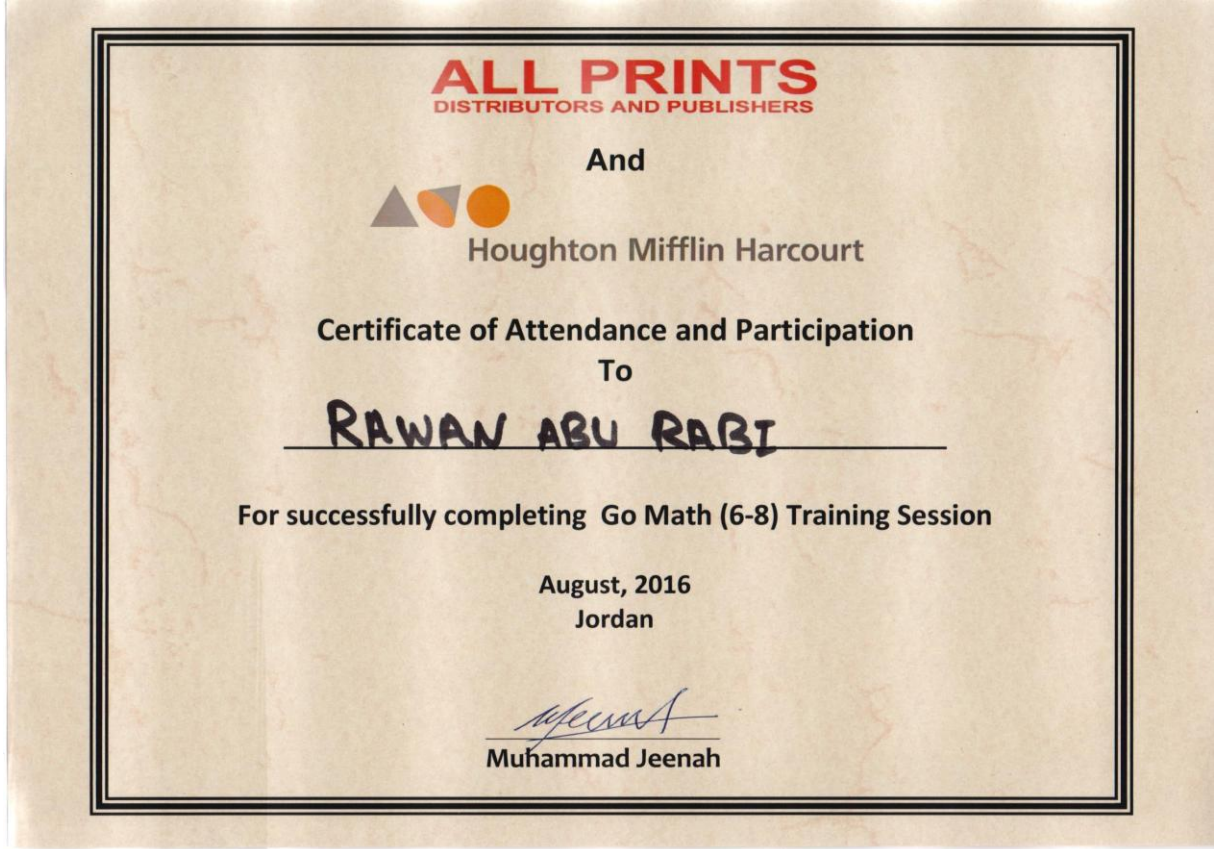 ALL PRINTS
DISTRIBUTORS AND PUBLISHERS
And
Houghton Mifflin Harcourt
Certificate of Attendance and Participation
To
RAWAN ABU RABI
For successfully completing Go Math (6-8) Training Session
August, 2016
Jordan
Muhammad Jeenah